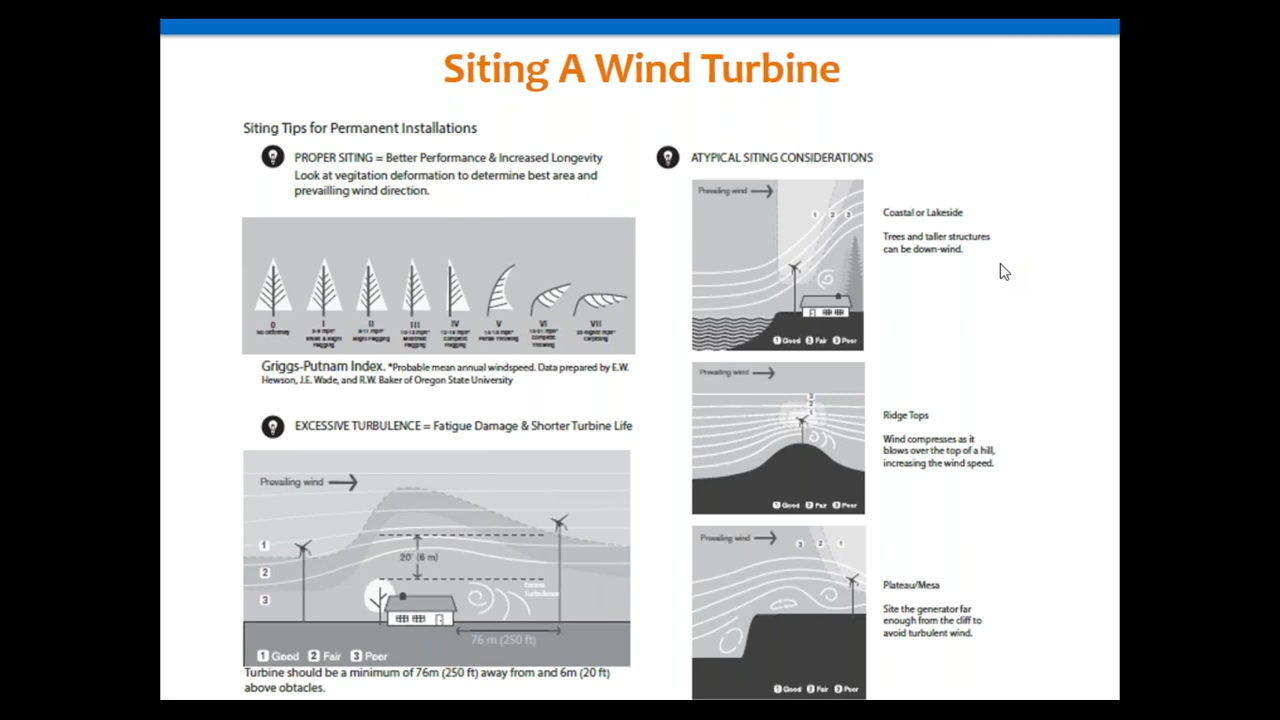 Siting A Wind Turbine
Siting Tips for Permanent Installations
PROPER SITING = Better Performance & Increased Longevity
Look at vegitation deformation to determine best area and
prevailling wind direction.
0
I
II
III
IV
V
VI
VII
Griggs-Putnam Index. *Probable mean annual windspeed. Data prepared by E.W.
Hewson, J.E. Wade, and R.W. Baker of Oregon State University
EXCESSIVE TURBULENCE = Fatigue Damage & Shorter Turbine Life
Prevailing wind
1
2
3
20' (6 m)
Excess
Turbulence
76 m (250 ft)
1 Good 2 Fair 3 Poor
Turbine should be a minimum of 76m (250 ft) away from and 6m (20 ft)
above obtacles.
ATYPICAL SITING CONSIDERATIONS
Prevailing wind
1 2 3
1 Good 2 Fair 3 Poor
Coastal or Lakeside
Trees and taller structures
can be down-wind.
Prevailing wind
3
2
1
1 Good 2 Fair 3 Poor
Ridge Tops
Wind compresses as it
blows over the top of a hill,
increasing the wind speed.
Prevailing wind
3 2 1
1 Good 2 Fair 3 Poor
Plateau/Mesa
Site the generator far
enough from the cliff to
avoid turbulent wind.